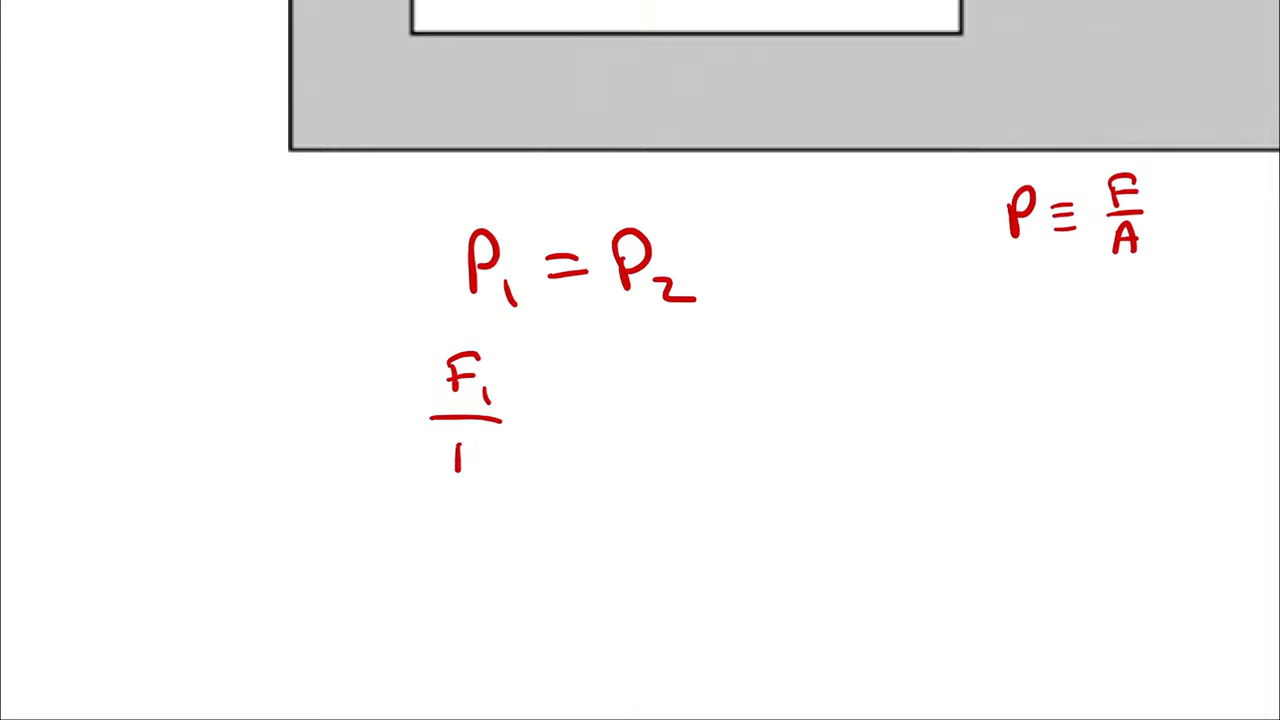 P ≡ F/A
P₁ = P₂
F₁/1